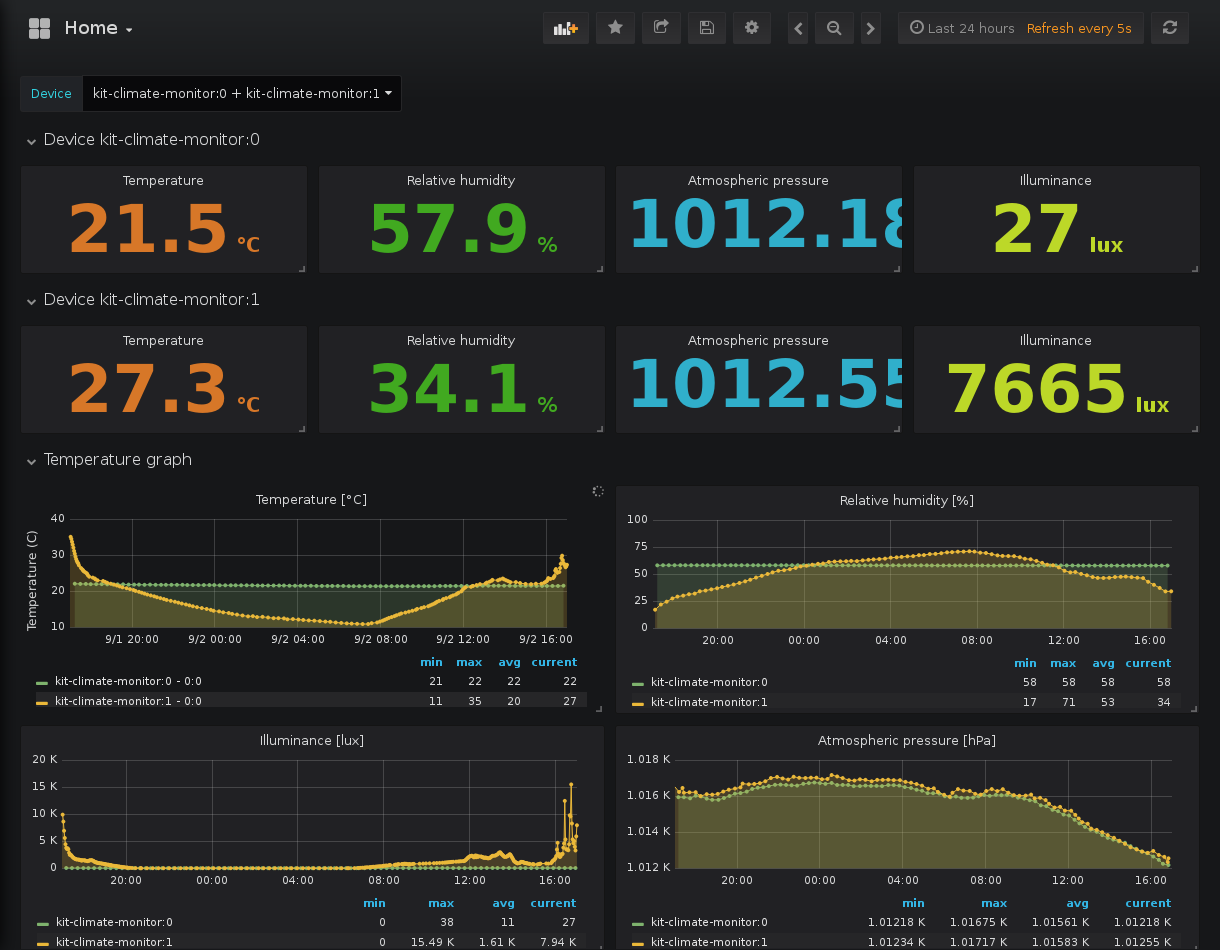 Home
Last 24 hours Refresh every 5s
Device kit-climate-monitor:0 + kit-climate-monitor:1
Device kit-climate-monitor:0
Temperature Relative humidity Atmospheric pressure Illuminance
21.5 °C 57.9 % 1012.18 27 lux
Device kit-climate-monitor:1
Temperature Relative humidity Atmospheric pressure Illuminance
27.3 °C 34.1 % 1012.55 7665 lux
Temperature graph
Temperature [°C]
Temperature (C)
40
30
20
10
9/1 20:00 9/2 00:00 9/2 04:00 9/2 08:00 9/2 12:00 9/2 16:00
min max avg current
kit-climate-monitor:0 - 0:0 21 22 22 22
kit-climate-monitor:1 - 0:0 11 35 20 27
Relative humidity [%]
100
75
50
25
0
20:00 00:00 04:00 08:00 12:00 16:00
min max avg current
kit-climate-monitor:0 58 58 58 58
kit-climate-monitor:1 17 71 53 34
Illuminance [lux]
20 K
15 K
10 K
5 K
0
20:00 00:00 04:00 08:00 12:00 16:00
min max avg current
kit-climate-monitor:0 0 38 11 27
kit-climate-monitor:1 0 15.49 K 1.61 K 7.94 K
Atmospheric pressure [hPa]
1.018 K
1.016 K
1.014 K
1.012 K
20:00 00:00 04:00 08:00 12:00 16:00
min max avg current
kit-climate-monitor:0 1.01218 K 1.01675 K 1.01561 K 1.01218 K
kit-climate-monitor:1 1.01234 K 1.01717 K 1.01583 K 1.01255 K